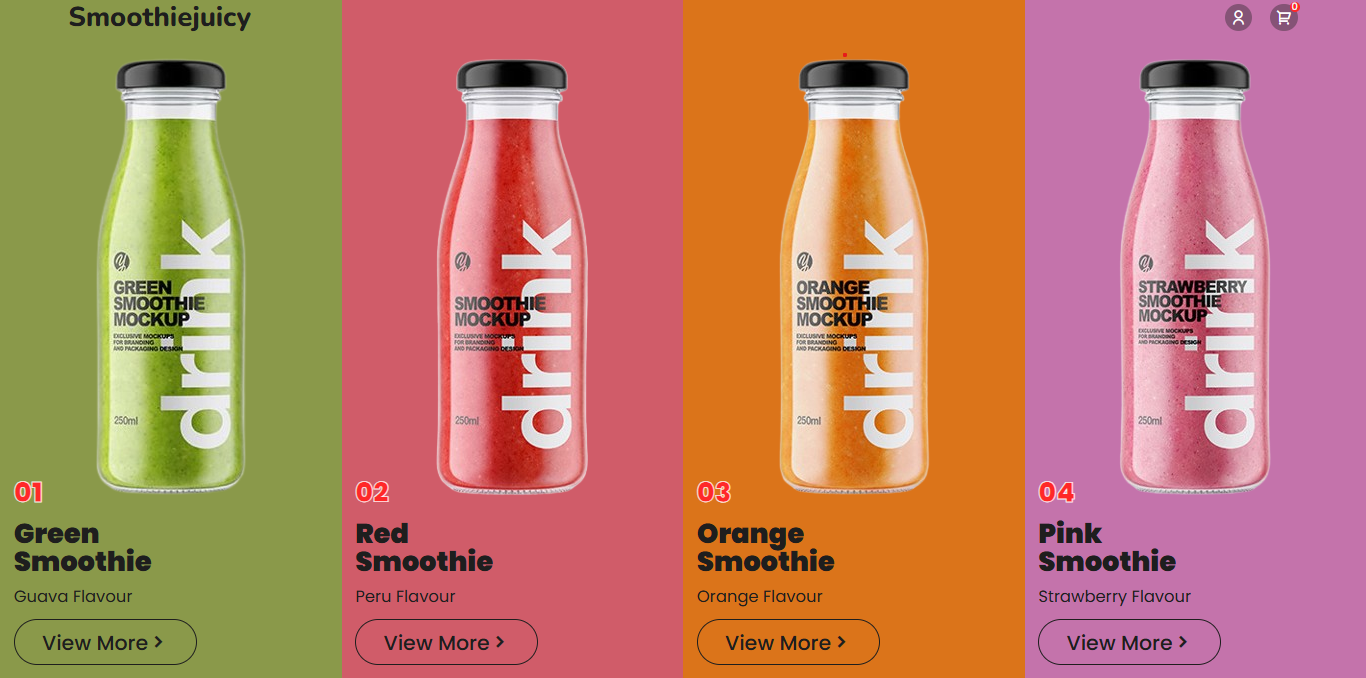 Smoothiejuicy
0
GREEN
SMOOTHIE
MOCKUP
EXCLUSIVE MOCKUPS
FOR BRANDING
AND PACKAGING DESIGN
250ml
drink
01
Green
Smoothie
Guava Flavour
View More >
SMOOTHIE
MOCKUP
EXCLUSIVE MOCKUPS
FOR BRANDING
AND PACKAGING DESIGN
250ml
drink
02
Red
Smoothie
Peru Flavour
View More >
ORANGE
SMOOTHIE
MOCKUP
EXCLUSIVE MOCKUPS
FOR BRANDING
AND PACKAGING DESIGN
250ml
drink
03
Orange
Smoothie
Orange Flavour
View More >
STRAWBERRY
SMOOTHIE
MOCKUP
EXCLUSIVE MOCKUPS
FOR BRANDING
AND PACKAGING DESIGN
250ml
drink
04
Pink
Smoothie
Strawberry Flavour
View More >